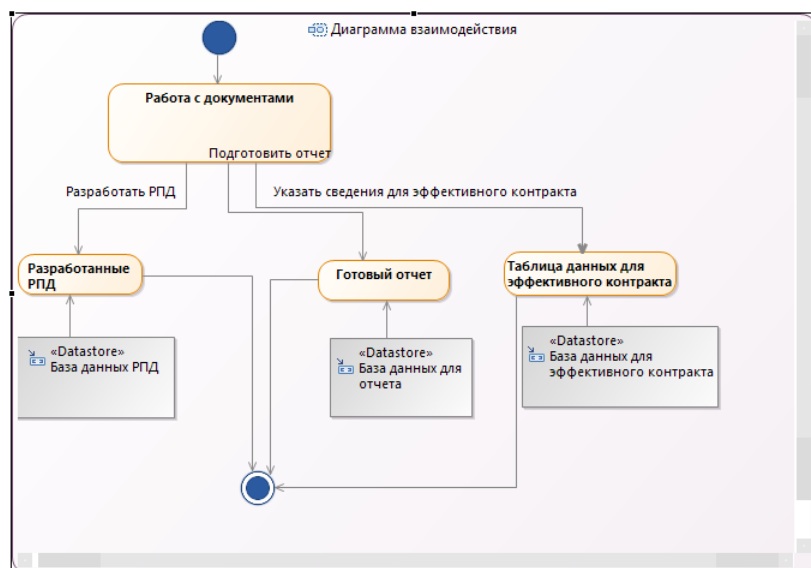 Диаграмма взаимодействия
Работа с документами
Подготовить отчет
Разработать РПД
Указать сведения для эффективного контракта
Разработанные
РПД
Готовый отчет
Таблица данных для
эффективного контракта
«Datastore»
База данных РПД
«Datastore»
База данных для
отчета
«Datastore»
База данных для
эффективного контракта